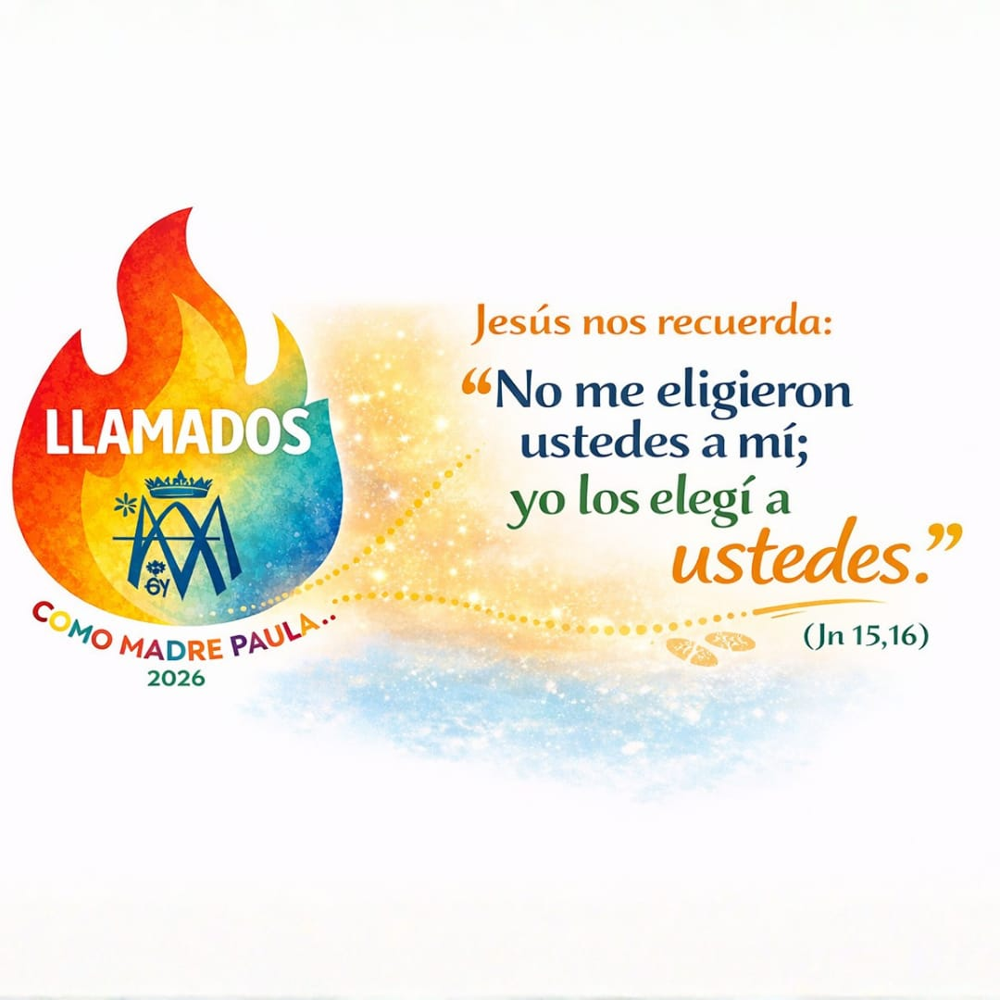 LLAMADOS
COMO MADRE PAULA..
2026
Jesús nos recuerda:
“No me eligieron
ustedes a mí;
yo los elegí a
ustedes.”
(Jn 15,16)